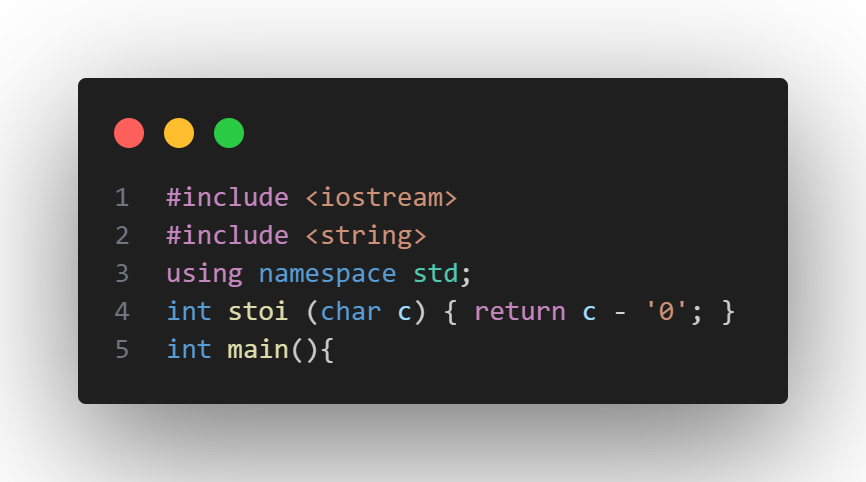 1 #include <iostream>
2 #include <string>
3 using namespace std;
4 int stoi (char c) { return c - '0'; }
5 int main(){